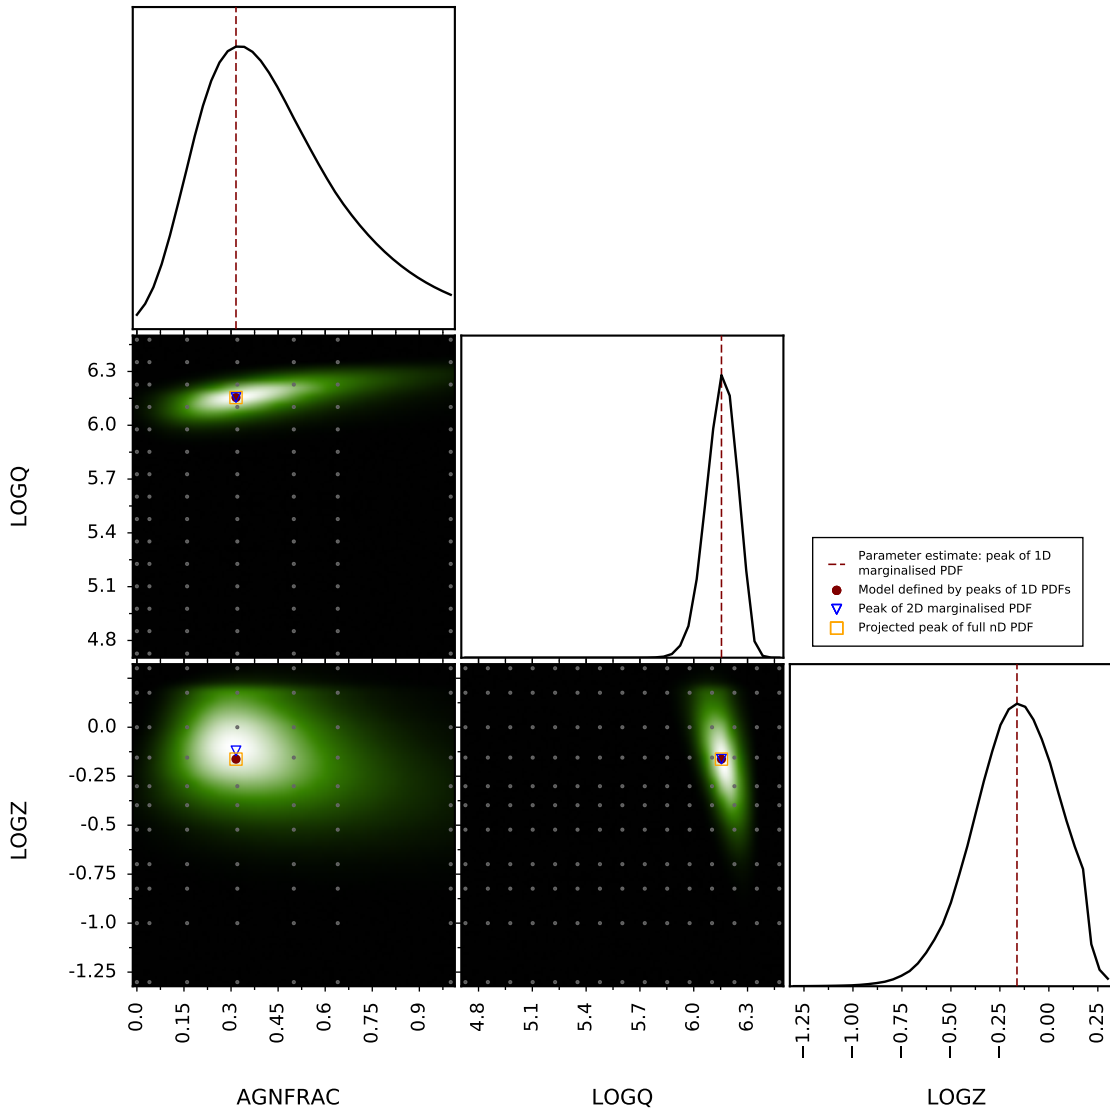 6.3
6.0
5.7
5.4
5.1
4.8
LOGQ
Parameter estimate: peak of 1D
marginalised PDF
Model defined by peaks of 1D PDFs
Peak of 2D marginalised PDF
Projected peak of full nD PDF
0.0
-0.25
-0.5
-0.75
-1.0
-1.25
LOGZ
0.0 0.15 0.3 0.45 0.6 0.75 0.9
4.8 5.1 5.4 5.7 6.0 6.3
−1.25 −1.00 −0.75 −0.50 −0.25 0.00 0.25
AGNFRAC LOGQ LOGZ